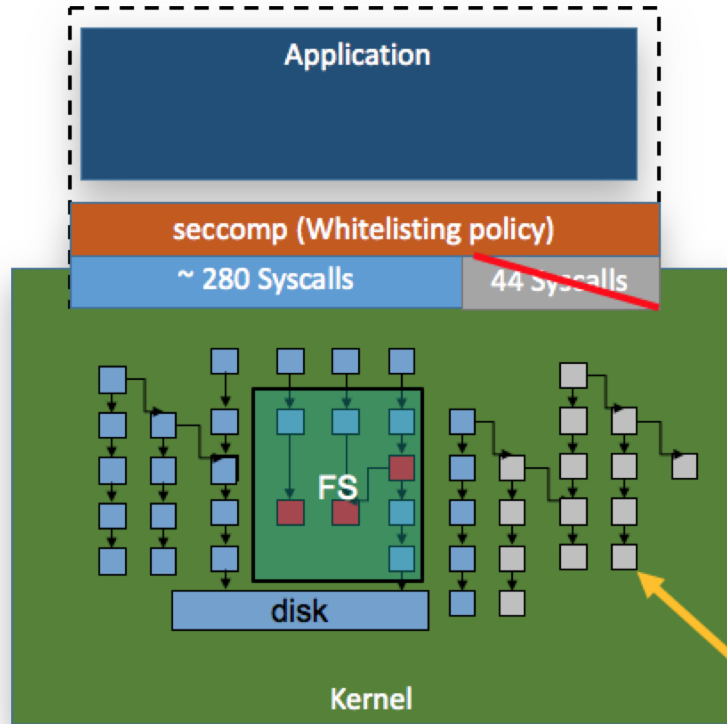 Application
seccomp (Whitelisting policy)
~ 280 Syscalls
44 Syscalls
FS
disk
Kernel